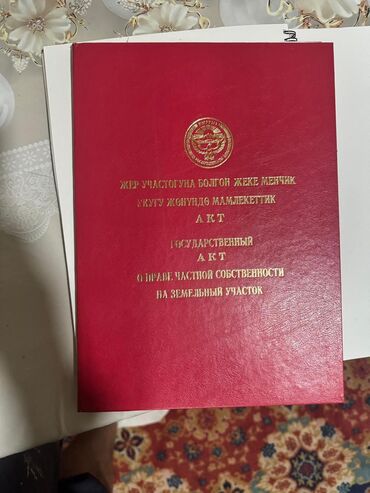 ЖЕР УЧАСТОГУНА БОЛГОН ЖЕКЕ МЕНЧИК
УКУГУ ЖӨНҮНДӨ МАМЛЕКЕТТИК
АКТ
ГОСУДАРСТВЕННЫЙ
АКТ
О ПРАВЕ ЧАСТНОЙ СОБСТВЕННОСТИ
НА ЗЕМЕЛЬНЫЙ УЧАСТОК